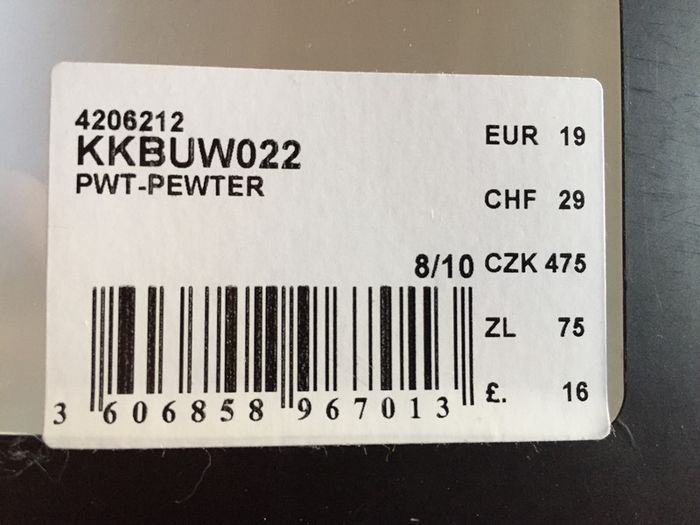 4206212
KKBUW022
PWT-PEWTER
8/10
EUR 19
CHF 29
CZK 475
ZL 75
£. 16
3 606858 967013